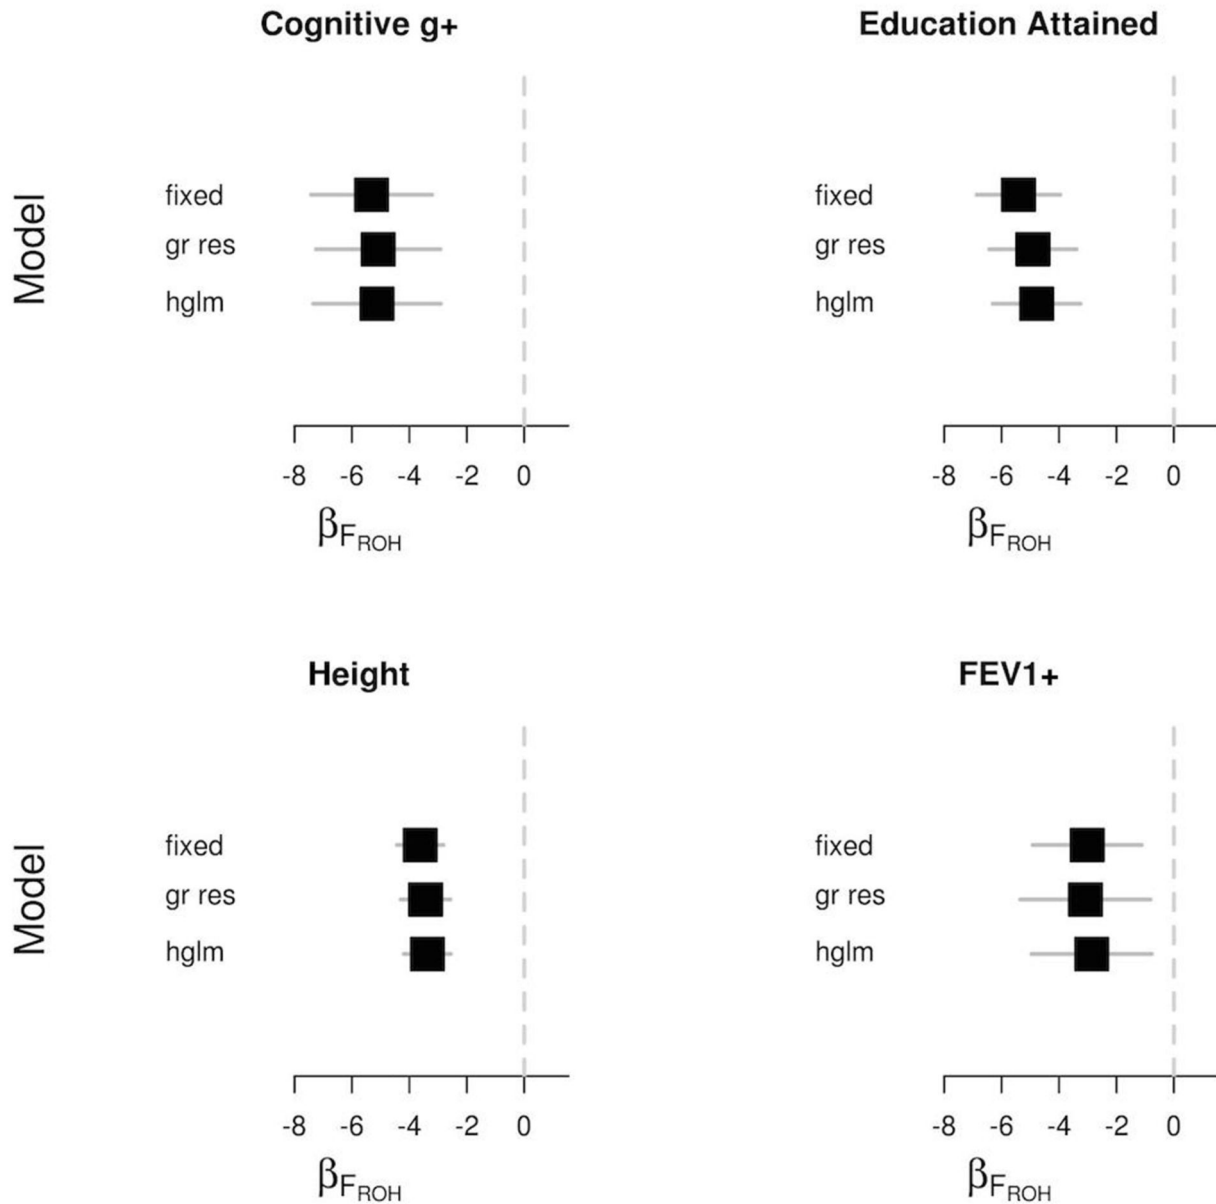 Cognitive g+
Model
fixed
gr res
hglm
-8 -6 -4 -2 0
βFROH
Education Attained
fixed
gr res
hglm
-8 -6 -4 -2 0
βFROH
Height
Model
fixed
gr res
hglm
-8 -6 -4 -2 0
βFROH
FEV1+
fixed
gr res
hglm
-8 -6 -4 -2 0
βFROH